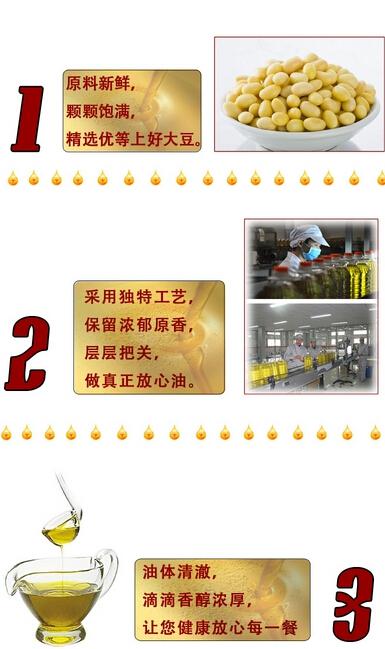 1
原料新鲜,
颗颗饱满,
精选优等上好大豆。
2
采用独特工艺,
保留浓郁原香,
层层把关,
做真正放心油。
油体清澈,
滴滴香醇浓厚,
让您健康放心每一餐
3